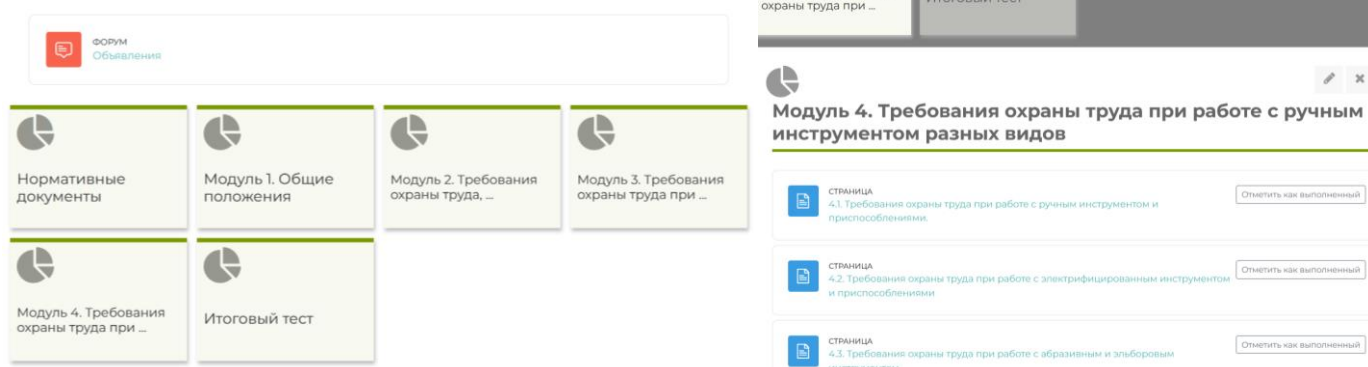 ФОРУМ
Объявления
Нормативные
документы
Модуль 1. Общие
положения
Модуль 2. Требования
охраны труда, ...
Модуль 3. Требования
охраны труда при ...
Модуль 4. Требования
охраны труда при ...
Итоговый тест
охраны труда при ...
Итоговый тест
Модуль 4. Требования охраны труда при работе с ручным
инструментом разных видов
СТРАНИЦА
4.1. Требования охраны труда при работе с ручным инструментом и
приспособлениями.
Отметить как выполненный
СТРАНИЦА
4.2. Требования охраны труда при работе с электрифицированным инструментом
и приспособлениями
Отметить как выполненный
СТРАНИЦА
4.3. Требования охраны труда при работе с абразивным и эльборовым
Отметить как выполненный